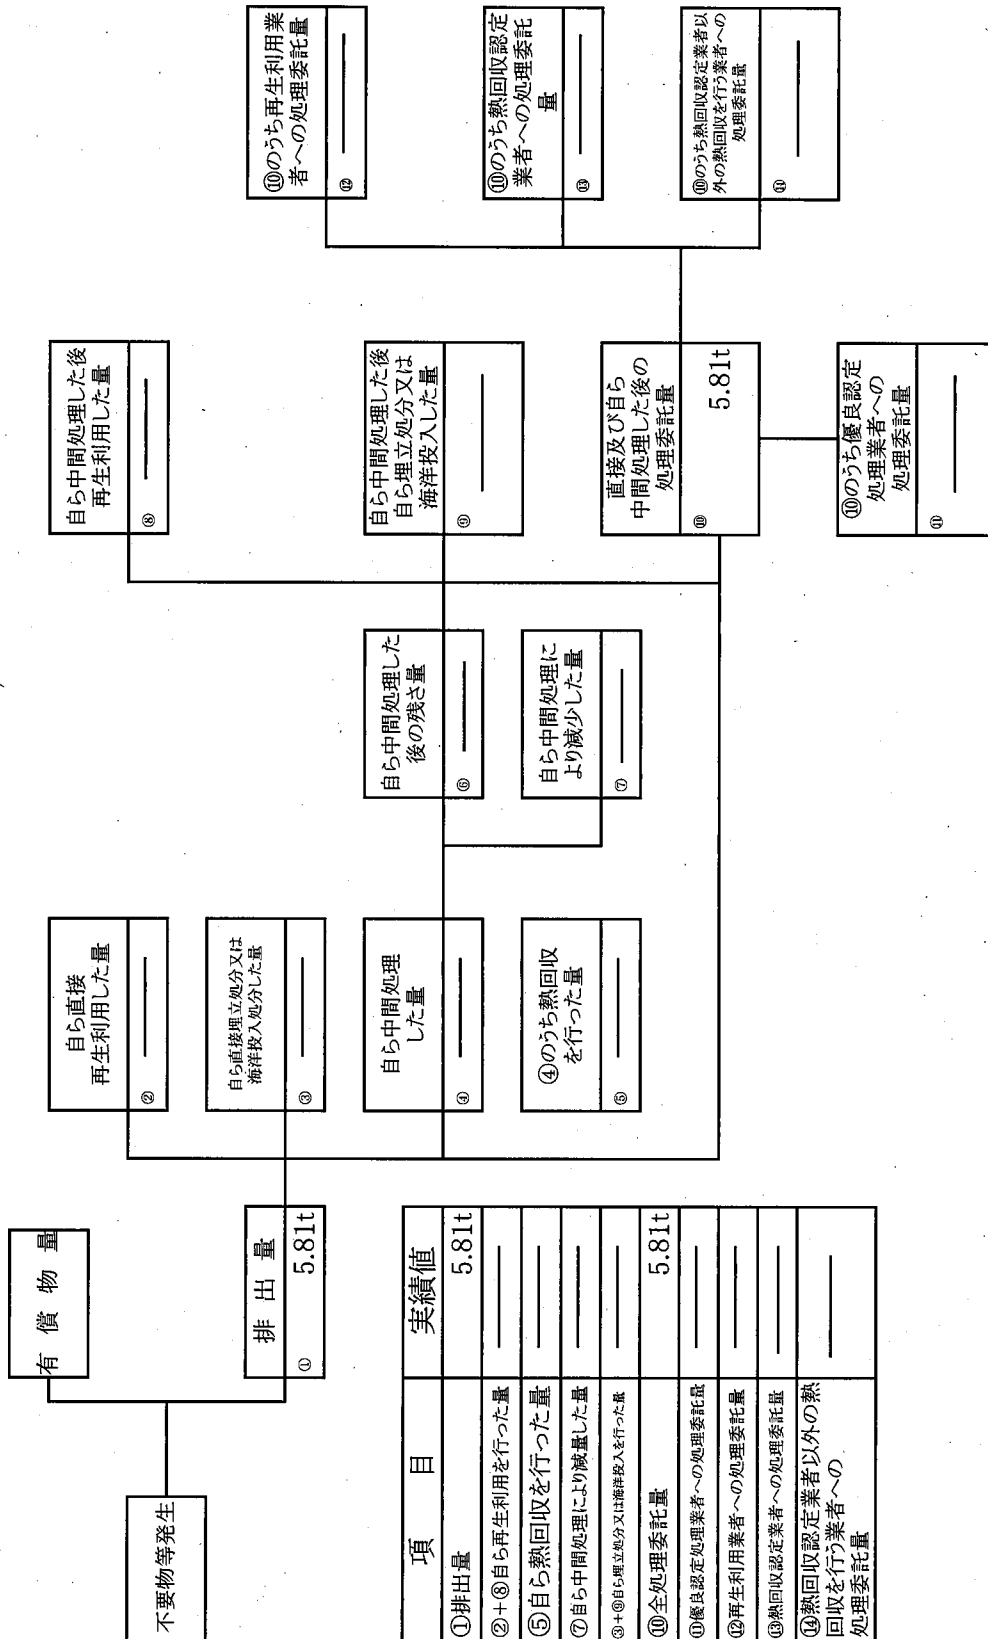 不要物等発生
有償物量
排出量
① 5.81t
自ら直接
再生利用した量
② ―――
自ら直接埋立処分又は
海洋投入処分した量
③ ―――
自ら中間処理
した量
④ ―――
④のうち熱回収
を行った量
⑤ ―――
自ら中間処理した
後の残さ量
⑥ ―――
自ら中間処理に
より減少した量
⑦ ―――
自ら中間処理した後
再生利用した量
⑧ ―――
自ら中間処理した後
自ら埋立処分又は
海洋投入した量
⑨ ―――
直接及び自ら
中間処理した後の
処理委託量
⑩ 5.81t
⑩のうち優良認定
処理業者への
処理委託量
⑪ ―――
⑩のうち再生利用業
者への処理委託量
⑫ ―――
⑩のうち熱回収認定
業者への処理委託
量
⑬ ―――
⑩のうち熱回収認定業者以
外の熱回収を行う業者への
処理委託量
⑭ ―――
項目 実績値
①排出量 5.81t
②+⑧自ら再生利用を行った量 ―――
⑤自ら熱回収を行った量 ―――
⑦自ら中間処理により減量した量 ―――
③+⑨自ら埋立処分又は海洋投入を行った量 ―――
⑩全処理委託量 5.81t
⑪優良認定処理業者への処理委託量 ―――
⑫再生利用業者への処理委託量 ―――
⑬熱回収認定業者への処理委託量 ―――
⑭熱回収認定業者以外の熱
回収を行う業者への
処理委託量 ―――